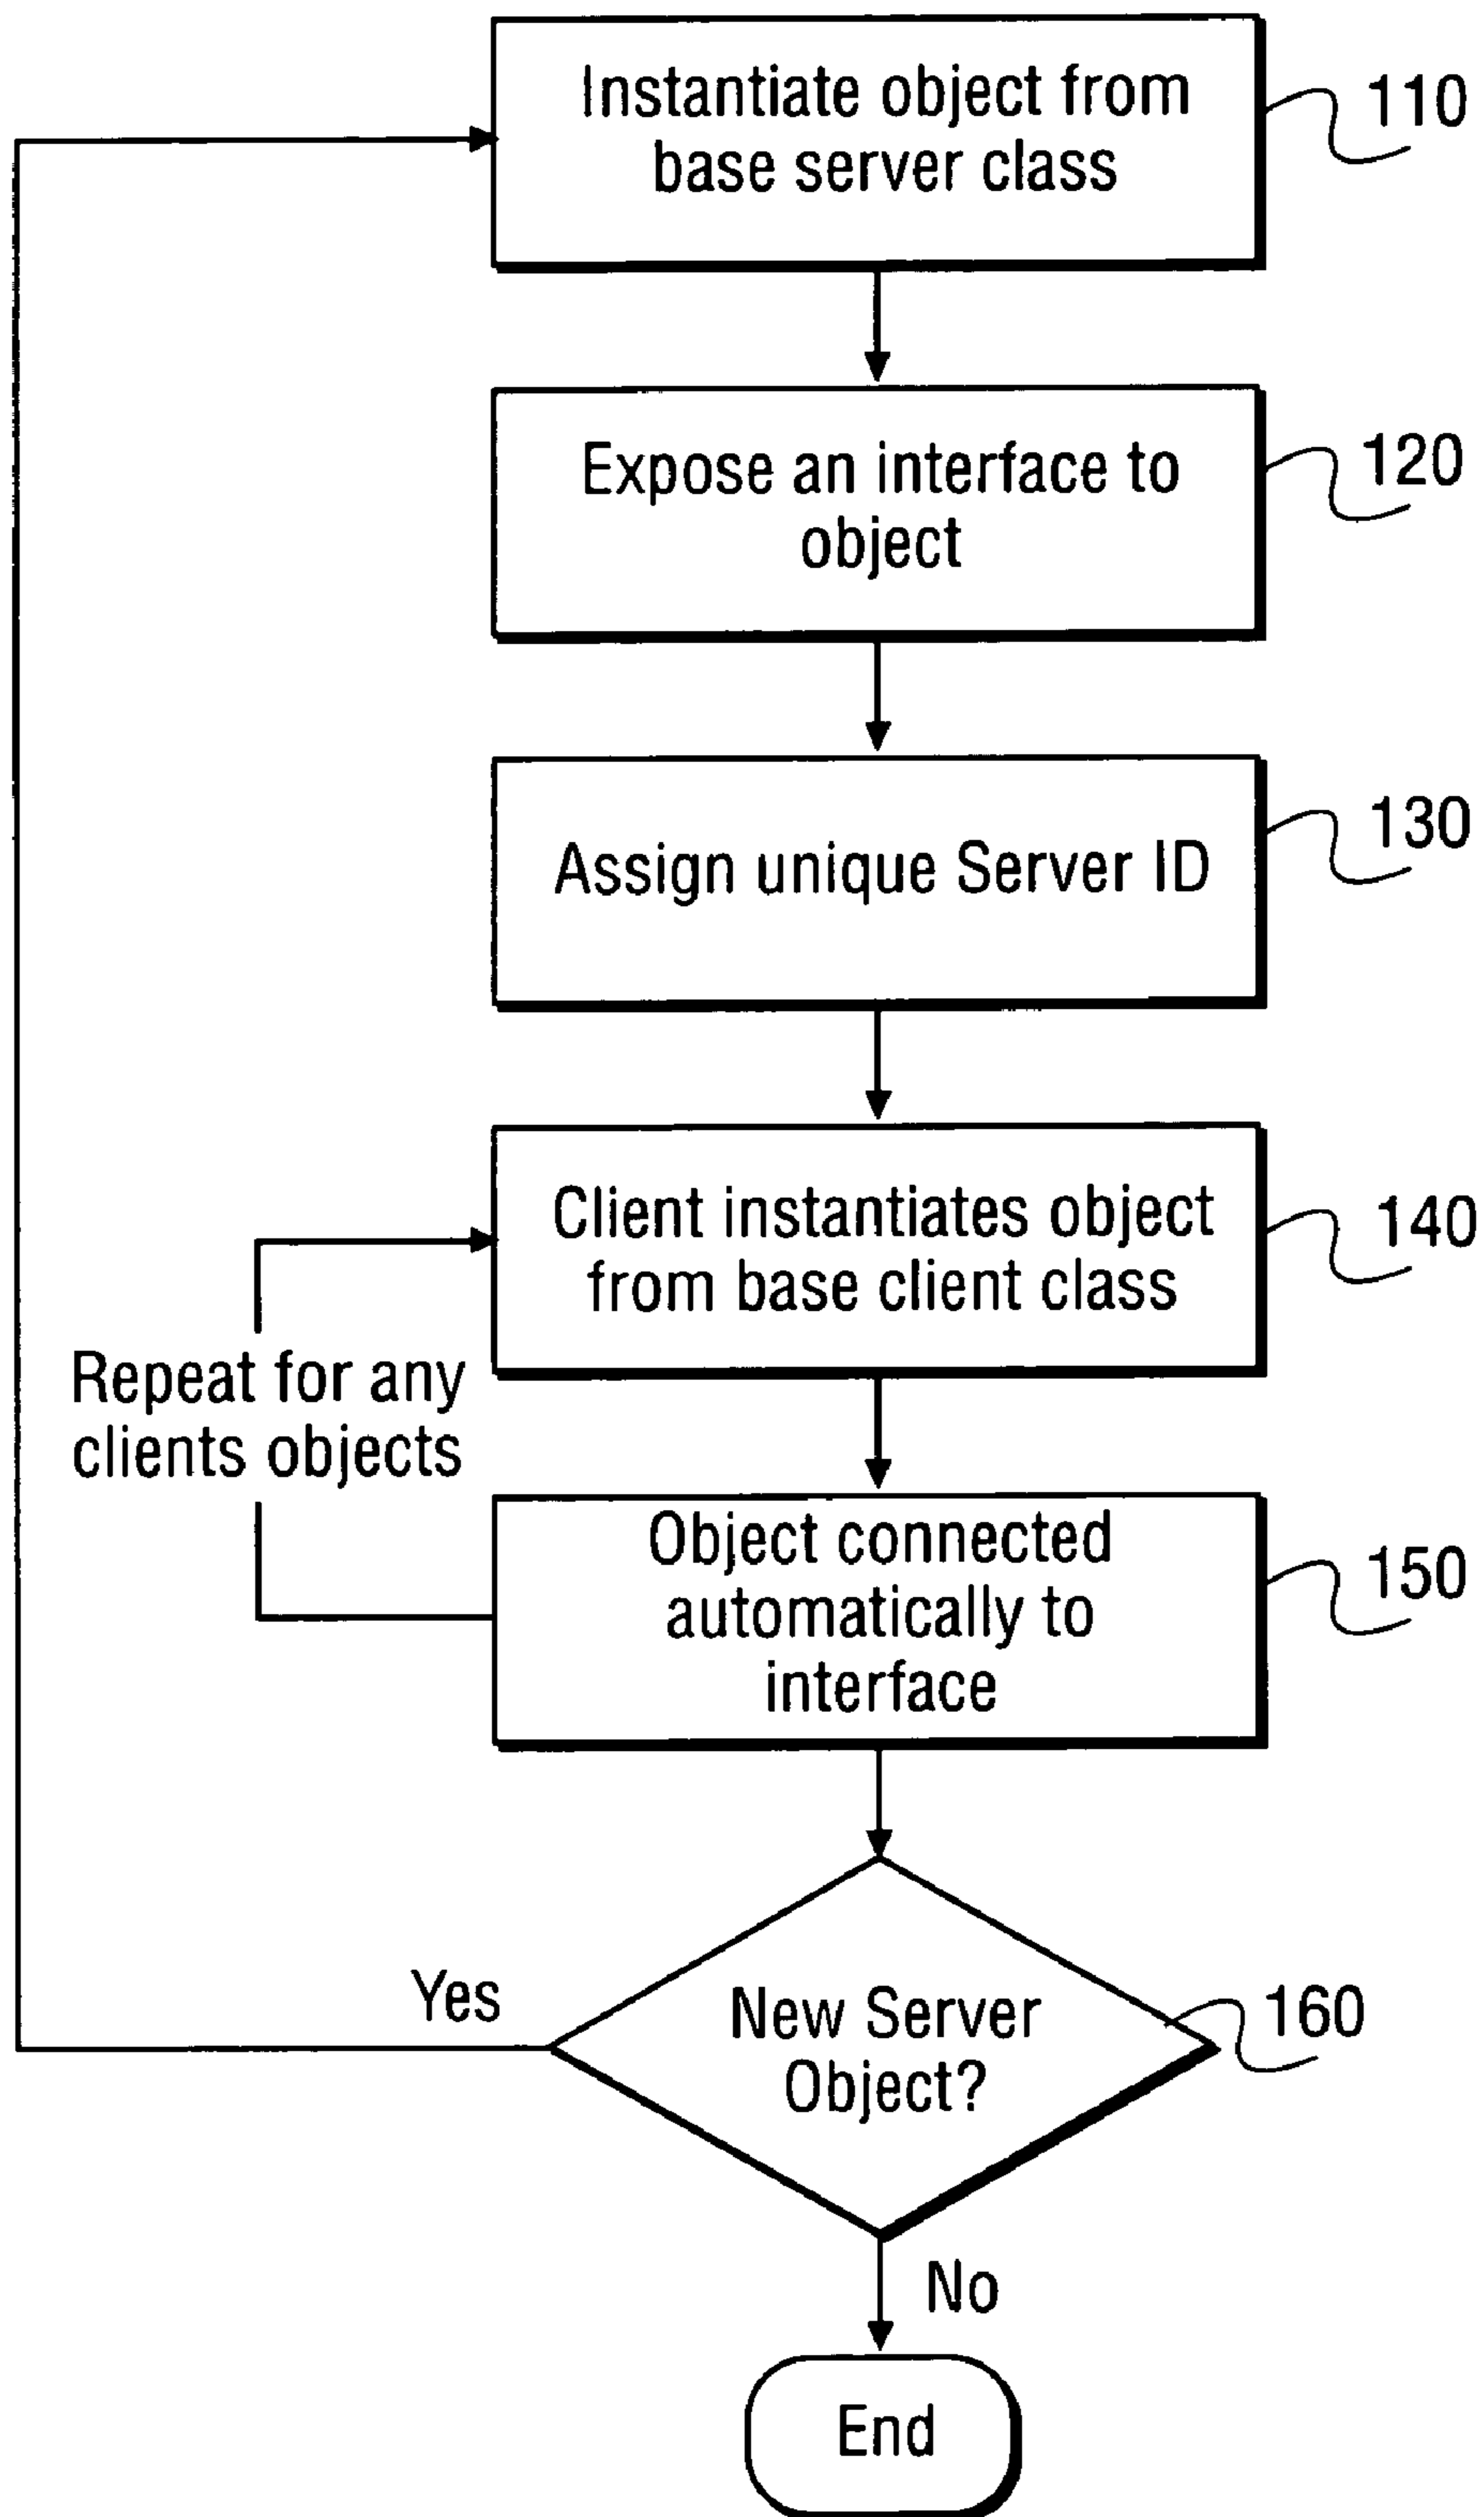 Instantiate object from
base server class
110
Expose an interface to
object
120
Assign unique Server ID
130
Client instantiates object
from base client class
140
Repeat for any
clients objects
Object connected
automatically to
interface
150
Yes
New Server
Object?
160
No
End